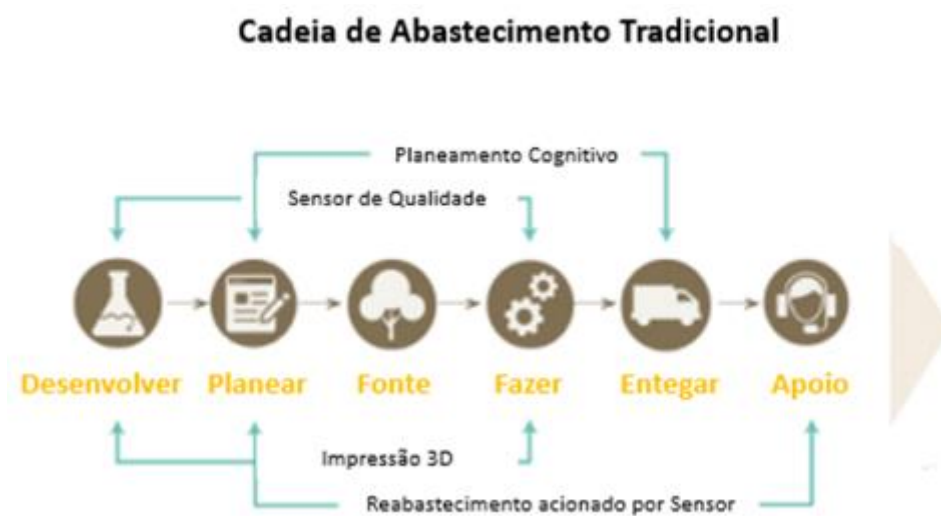 Cadeia de Abastecimento Tradicional
Planeamento Cognitivo
Sensor de Qualidade
Desenvolver Planear Fonte Fazer Entegar Apoio
Impressão 3D
Reabastecimento acionado por Sensor